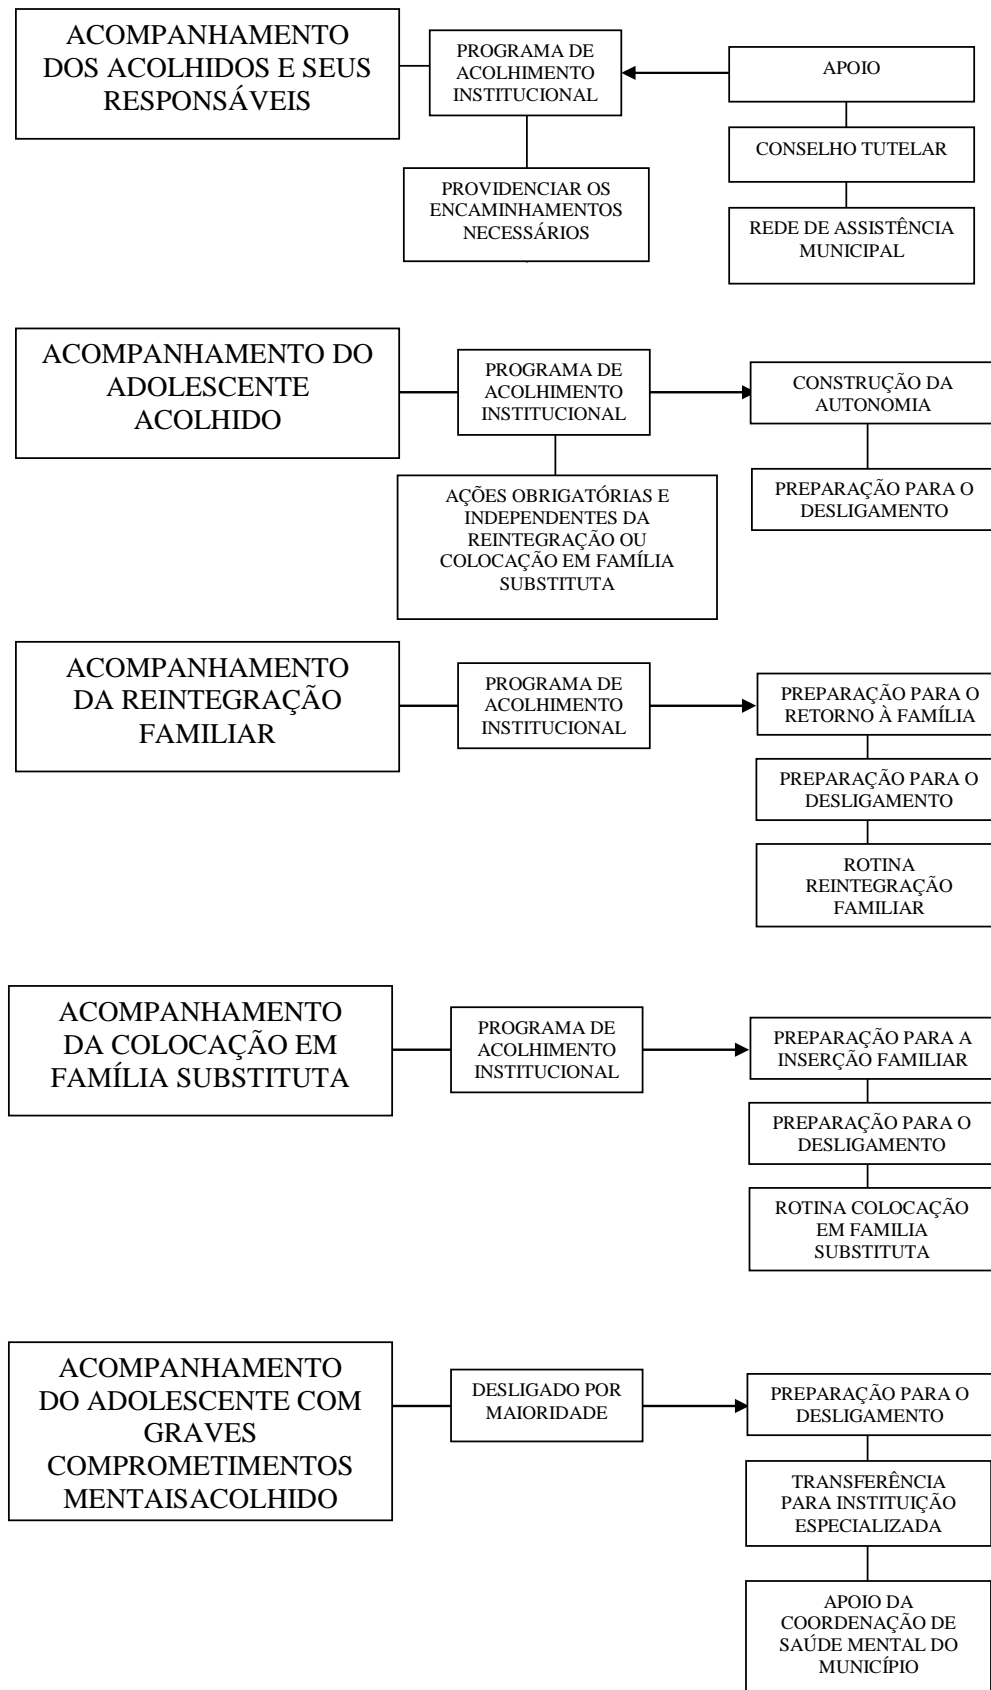 ACOMPANHAMENTO
DOS ACOLHIDOS E SEUS
RESPONSÁVEIS
PROGRAMA DE
ACOLHIMENTO
INSTITUCIONAL
APOIO
CONSELHO TUTELAR
PROVIDENCIAR OS
ENCAMINHAMENTOS
NECESSÁRIOS
REDE DE ASSISTÊNCIA
MUNICIPAL
ACOMPANHAMENTO DO
ADOLESCENTE
ACOLHIDO
PROGRAMA DE
ACOLHIMENTO
INSTITUCIONAL
CONSTRUÇÃO DA
AUTONOMIA
AÇÕES OBRIGATÓRIAS E
INDEPENDENTES DA
REINTEGRAÇÃO OU
COLOCAÇÃO EM FAMÍLIA
SUBSTITUTA
PREPARAÇÃO PARA O
DESLIGAMENTO
ACOMPANHAMENTO
DA REINTEGRAÇÃO
FAMILIAR
PROGRAMA DE
ACOLHIMENTO
INSTITUCIONAL
PREPARAÇÃO PARA O
RETORNO À FAMÍLIA
PREPARAÇÃO PARA O
DESLIGAMENTO
ROTINA
REINTEGRAÇÃO
FAMILIAR
ACOMPANHAMENTO
DA COLOCAÇÃO EM
FAMÍLIA SUBSTITUTA
PROGRAMA DE
ACOLHIMENTO
INSTITUCIONAL
PREPARAÇÃO PARA A
INSERÇÃO FAMILIAR
PREPARAÇÃO PARA O
DESLIGAMENTO
ROTINA COLOCAÇÃO
EM FAMILIA
SUBSTITUTA
ACOMPANHAMENTO
DO ADOLESCENTE COM
GRAVES
COMPROMETIMENTOS
MENTAISACOLHIDO
DESLIGADO POR
MAIORIDADE
PREPARAÇÃO PARA O
DESLIGAMENTO
TRANSFERÊNCIA
PARA INSTITUIÇÃO
ESPECIALIZADA
APOIO DA
COORDENAÇÃO DE
SAÚDE MENTAL DO
MUNICÍPIO